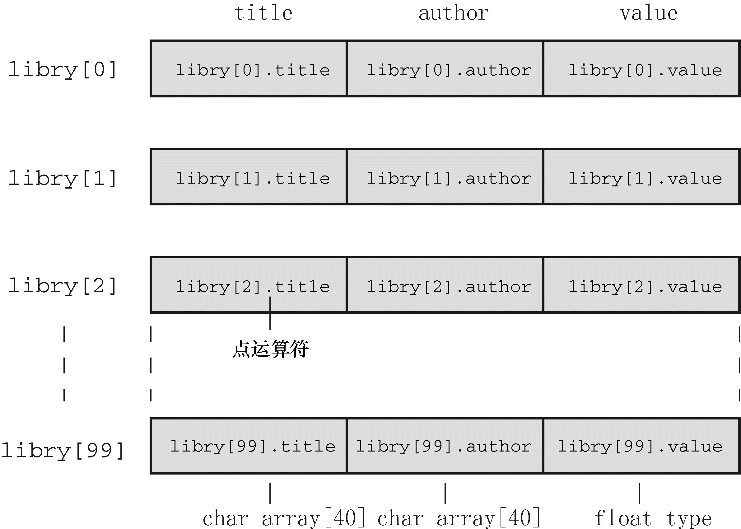 title author value
libry[0] libry[0].title libry[0].author libry[0].value
libry[1] libry[1].title libry[1].author libry[1].value
libry[2] libry[2].title libry[2].author libry[2].value
点运算符
libry[99] libry[99].title libry[99].author libry[99].value
char array[40] char array[40] float type